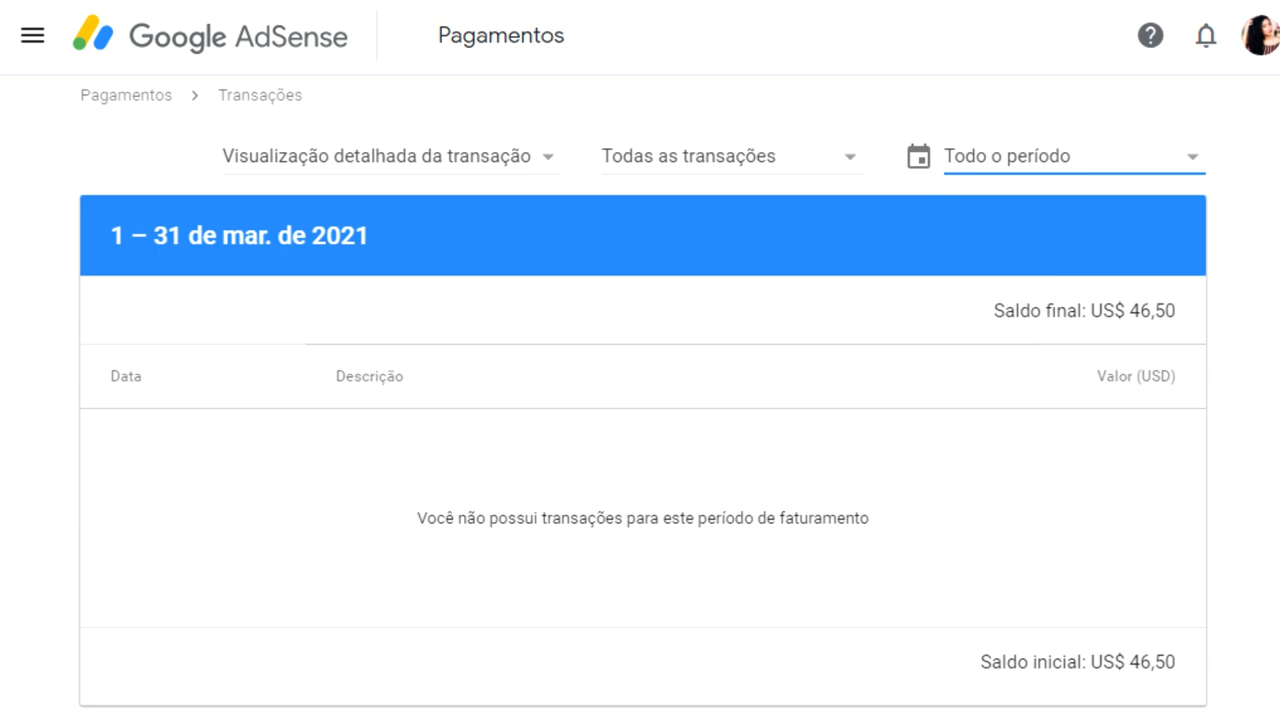 Google AdSense
Pagamentos
Pagamentos > Transações
Visualização detalhada da transação
Todas as transações
Todo o período
1 – 31 de mar. de 2021
Saldo final: US$ 46,50
Data Descrição Valor (USD)
Você não possui transações para este período de faturamento
Saldo inicial: US$ 46,50